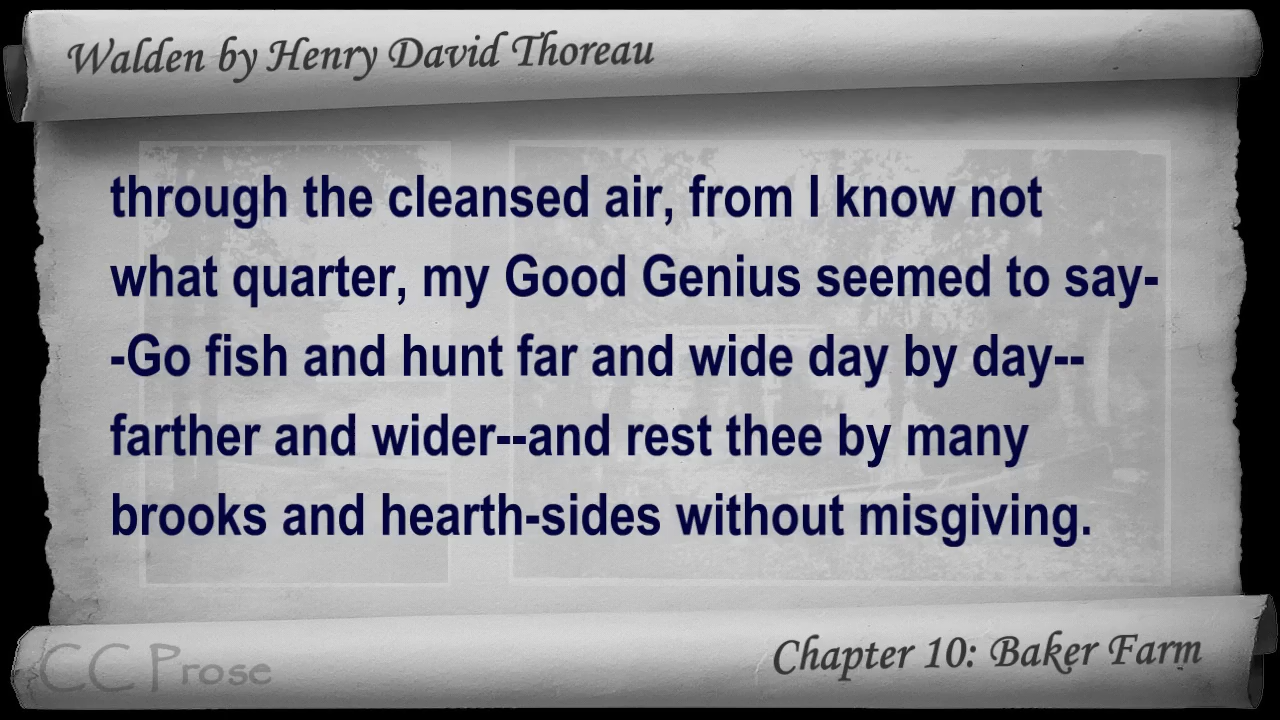 Walden by Henry David Thoreau
through the cleansed air, from I know not
what quarter, my Good Genius seemed to say-
-Go fish and hunt far and wide day by day--
farther and wider--and rest thee by many
brooks and hearth-sides without misgiving.
CC Prose
Chapter 10: Baker Farm